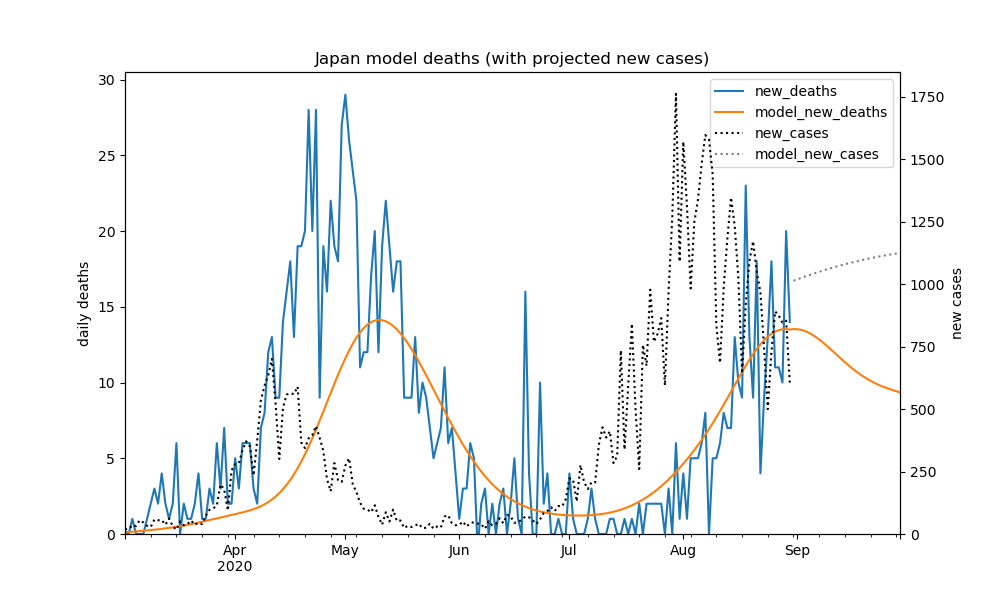 Japan model deaths (with projected new cases)
new_deaths
model_new_deaths
new_cases
model_new_cases
daily deaths
new cases
30
25
20
15
10
5
0
1750
1500
1250
1000
750
500
250
0
Apr
2020
May
Jun
Jul
Aug
Sep